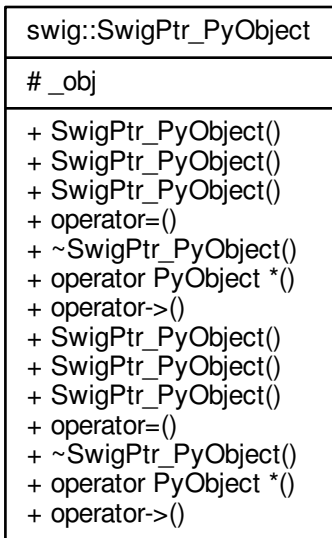 swig::SwigPtr_PyObject
# _obj
+ SwigPtr_PyObject()
+ SwigPtr_PyObject()
+ SwigPtr_PyObject()
+ operator=()
+ ~SwigPtr_PyObject()
+ operator PyObject *()
+ operator->()
+ SwigPtr_PyObject()
+ SwigPtr_PyObject()
+ SwigPtr_PyObject()
+ operator=()
+ ~SwigPtr_PyObject()
+ operator PyObject *()
+ operator->()